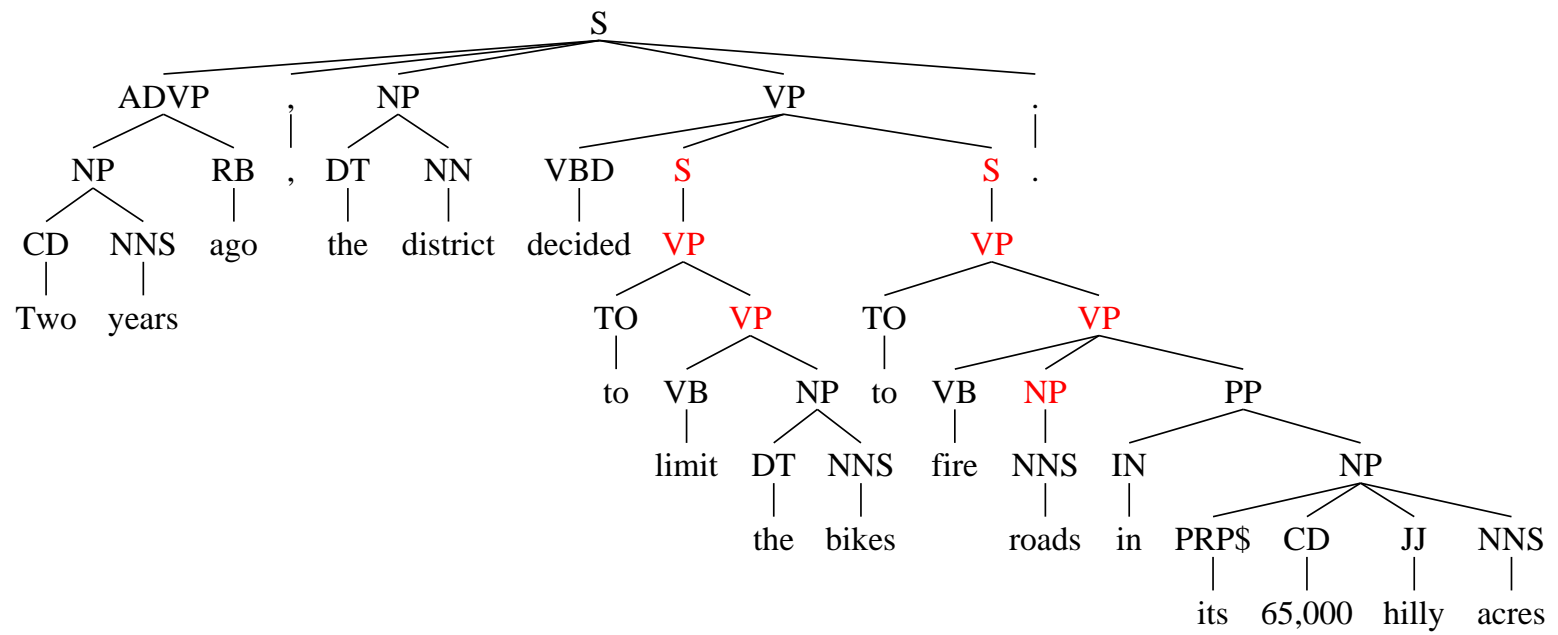 S
ADVP , NP VP .
NP RB , DT NN VBD S S .
CD NNS ago the district decided VP VP
Two years TO VP TO VP
to VB NP to VB NP PP
limit DT NNS fire NNS IN NP
the bikes roads in PRP$ CD JJ NNS
its 65,000 hilly acres